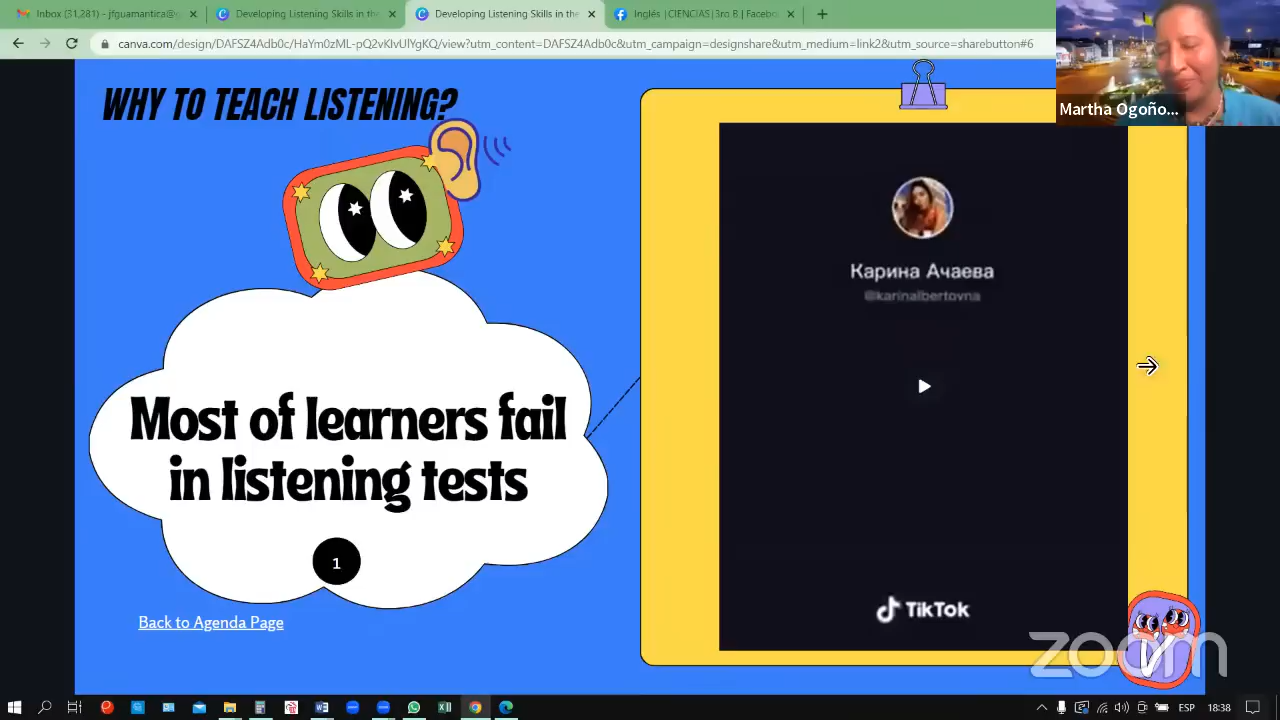 Inbox (31,281) - jfguamantica@
Developing Listening Skills in the
Developing Listening Skills in the
Inglés |CIENCIAS|3ro B | Faceb
canva.com/design/DAFSZ4Adb0c/HaYm0zML-pQ2s0lvUlYgKQ/view?utm_content=DAFSZ4Adb0c&utm_campaign=designshare&utm_medium=link2&utm_source=sharebutton#6
Martha Ogoño...
WHY TO TEACH LISTENING?
Карина Ачаева
@karinalbertovna
Most of learners fail
in listening tests
1
Back to Agenda Page
TikTok
zoom
ESP
18:38